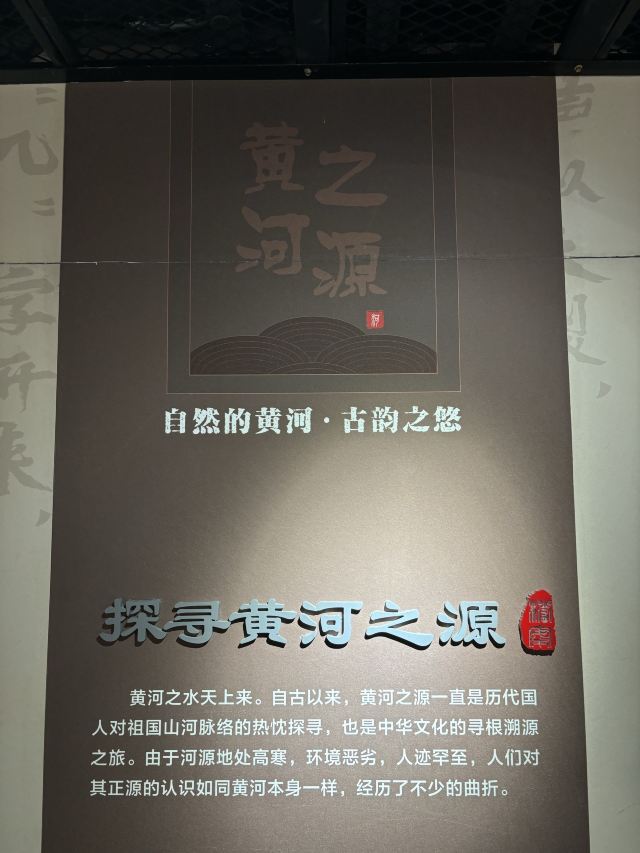 黄河
之源
河
自然的黄河·古韵之悠
探寻黄河之源
黄河之水天上来。自古以来，黄河之源一直是历代国
人对祖国山河脉络的热忱探寻，也是中华文化的寻根溯源
之旅。由于河源地处高寒，环境恶劣，人迹罕至，人们对
其正源的认识如同黄河本身一样，经历了不少的曲折。